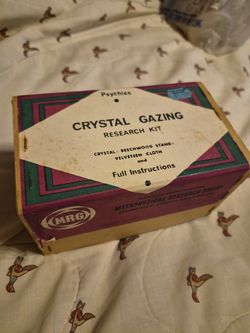 Psychics
CRYSTAL GAZING
RESEARCH KIT
CRYSTAL · BEECHWOOD STAND ·
VELVETEEN CLOTH
and
Full Instructions
MRG
METAPHYSICAL RESEARCH GROUP